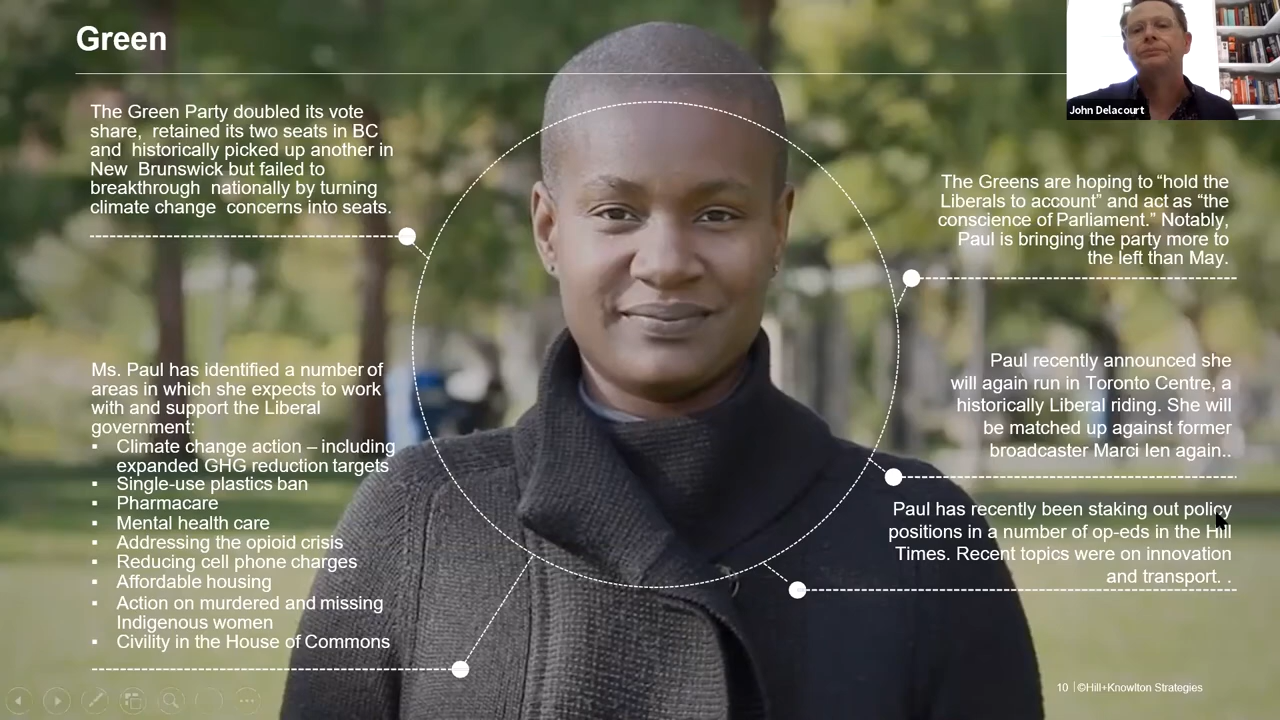 Green
John Delacourt
The Green Party doubled its vote
share, retained its two seats in BC
and historically picked up another in
New Brunswick but failed to
breakthrough nationally by turning
climate change concerns into seats.
Ms. Paul has identified a number of
areas in which she expects to work
with and support the Liberal
government:
▪ Climate change action – including
expanded GHG reduction targets
▪ Single-use plastics ban
▪ Pharmacare
▪ Mental health care
▪ Addressing the opioid crisis
▪ Reducing cell phone charges
▪ Affordable housing
▪ Action on murdered and missing
Indigenous women
▪ Civility in the House of Commons
The Greens are hoping to “hold the
Liberals to account” and act as “the
conscience of Parliament.” Notably,
Paul is bringing the party more to
the left than May.
Paul recently announced she
will again run in Toronto Centre, a
historically Liberal riding. She will
be matched up against former
broadcaster Marci Ien again..
Paul has recently been staking out policy
positions in a number of op-eds in the Hill
Times. Recent topics were on innovation
and transport. .
10 | ©Hill+Knowlton Strategies